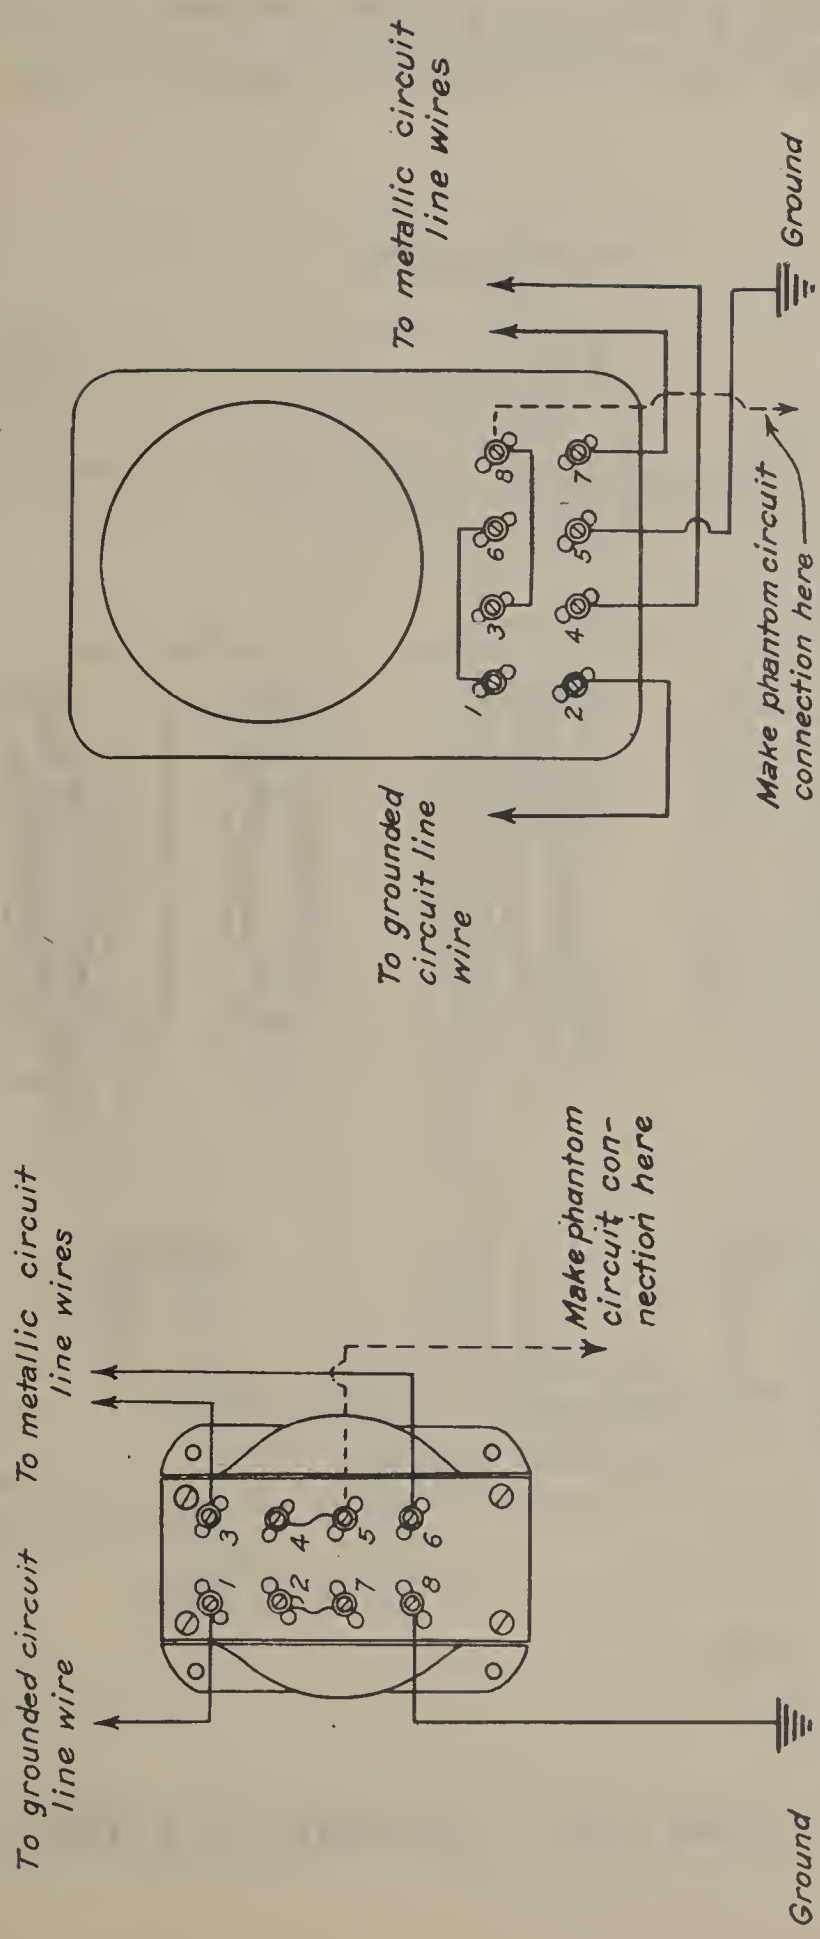 To grounded circuit
line wire
To metallic circuit
line wires
1
2
7
8
3
4
5
6
Make phantom
circuit con-
nection here
Ground
To grounded
circuit line
wire
To metallic circuit
line wires
1
3
6
8
2
4
5
7
Make phantom circuit
connection here
Ground